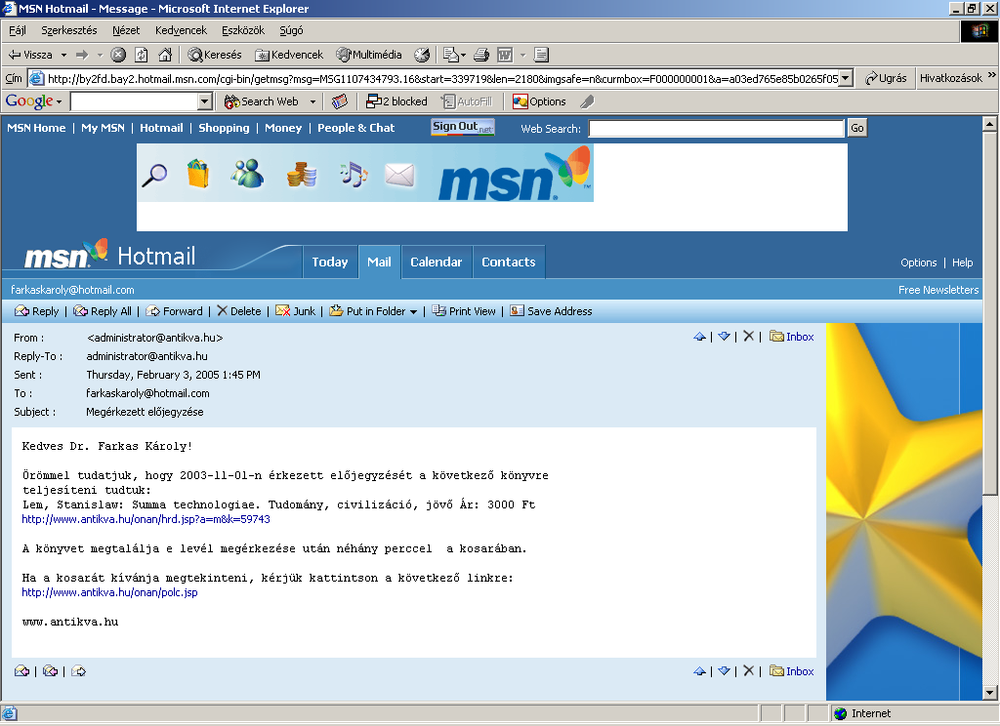 MSN Hotmail - Message - Microsoft Internet Explorer
Fájl Szerkesztés Nézet Kedvencek Eszközök Súgó
Vissza Keresés Kedvencek Multimédia
Cím http://by2fd.bay2.hotmail.msn.com/cgi-bin/getmsg?msg=MSG1107434793.16&start=339719&len=2180&imgsafe=n&curmbox=F000000001&a=a03ed765e85b0265f05 Ugrás Hivatkozások »
Google Search Web 2 blocked AutoFill Options
MSN Home | My MSN | Hotmail | Shopping | Money | People & Chat Sign Out.net Web Search: Go
msn
msn Hotmail Today Mail Calendar Contacts Options | Help
farkaskaroly@hotmail.com Free Newsletters
Reply | Reply All | Forward | Delete | Junk | Put in Folder | Print View | Save Address
From : <administrator@antikva.hu> | | | Inbox
Reply-To : administrator@antikva.hu
Sent : Thursday, February 3, 2005 1:45 PM
To : farkaskaroly@hotmail.com
Subject : Megérkezett előjegyzése
Kedves Dr. Farkas Károly!
Örömmel tudatjuk, hogy 2003-11-01-n érkezett előjegyzését a következő könyvre
teljesíteni tudtuk:
Lem, Stanislaw: Summa technologiae. Tudomány, civilizáció, jövő Ár: 3000 Ft
http://www.antikva.hu/onan/hrd.jsp?a=m&k=59743
A könyvet megtalálja e levél megérkezése után néhány perccel  a kosarában.
Ha a kosarát kívánja megtekinteni, kérjük kattintson a következő linkre:
http://www.antikva.hu/onan/polc.jsp
www.antikva.hu
| | | | | Inbox
Internet